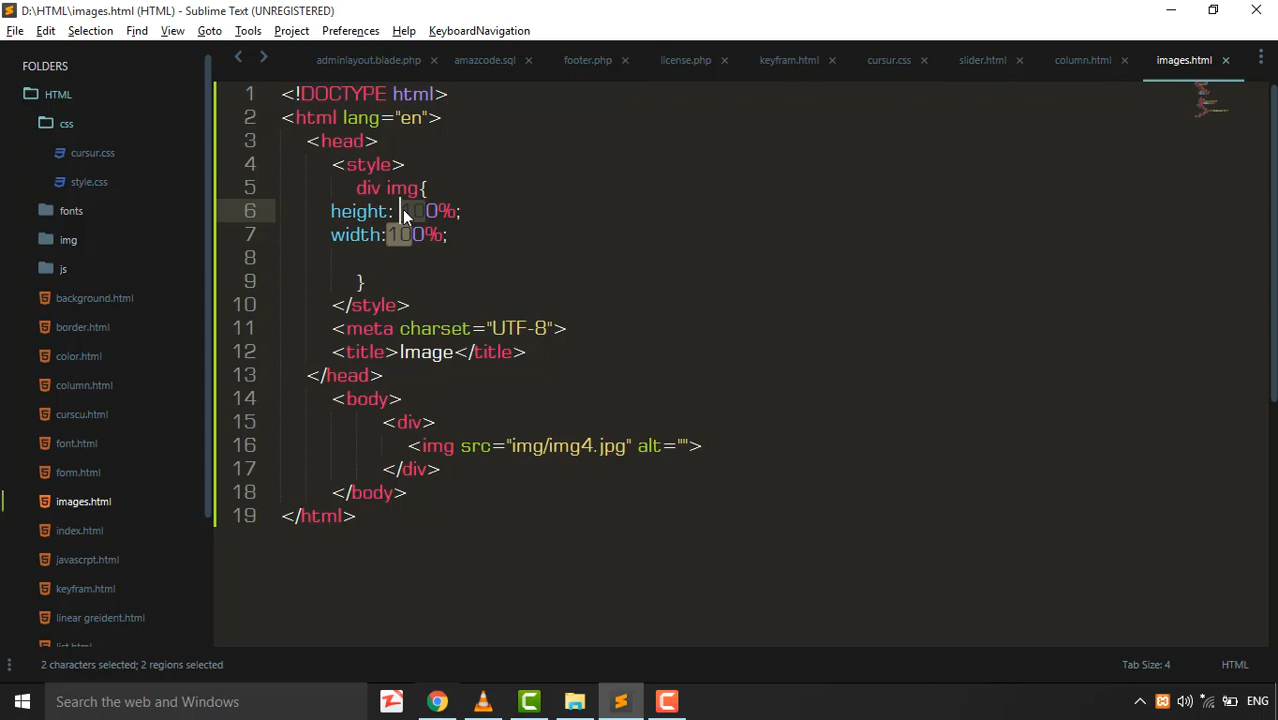 D:\HTML\images.html (HTML) - Sublime Text (UNREGISTERED)
File Edit Selection Find View Goto Tools Project Preferences Help KeyboardNavigation
FOLDERS
HTML
css
cursur.css
style.css
fonts
img
js
background.html
border.html
color.html
column.html
curscu.html
font.html
form.html
images.html
index.html
javascrpt.html
keyfram.html
linear greident.html
list.html
adminlayout.blade.php amazcode.sql footer.php license.php keyfram.html cursur.css slider.html column.html images.html
1 <!DOCTYPE html>
2 <html lang="en">
3 <head>
4 <style>
5 div img{
6 height: 100%;
7 width:100%;
8
9 }
10 </style>
11 <meta charset="UTF-8">
12 <title>Image</title>
13 </head>
14 <body>
15 <div>
16 <img src="img/img4.jpg" alt="">
17 </div>
18 </body>
19 </html>
2 characters selected; 2 regions selected
Tab Size: 4 HTML
Search the web and Windows
ENG